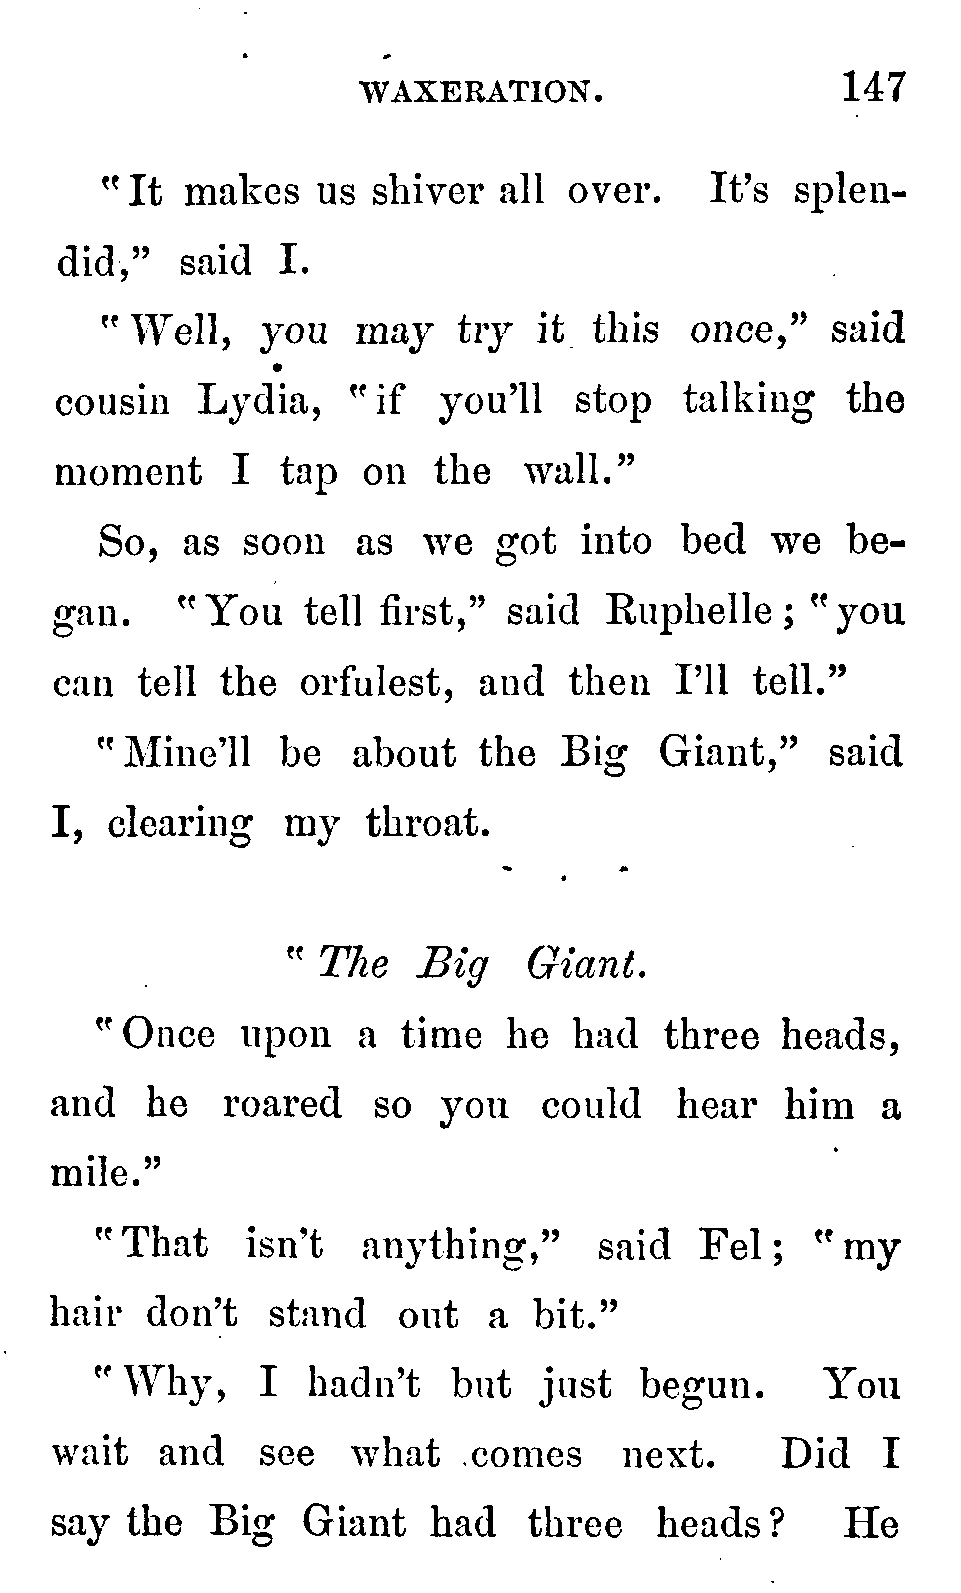 WAXERATION. 147
"It makes us shiver all over. It's splen-
did," said I.
"Well, you may try it this once," said
cousin Lydia, "if you'll stop talking the
moment I tap on the wall."
So, as soon as we got into bed we be-
gan. "You tell first," said Ruphelle; "you
can tell the orfulest, and then I'll tell."
"Mine'll be about the Big Giant," said
I, clearing my throat.
"The Big Giant.
"Once upon a time he had three heads,
and he roared so you could hear him a
mile."
"That isn't anything," said Fel; "my
hair don't stand out a bit."
"Why, I hadn't but just begun. You
wait and see what comes next. Did I
say the Big Giant had three heads? He